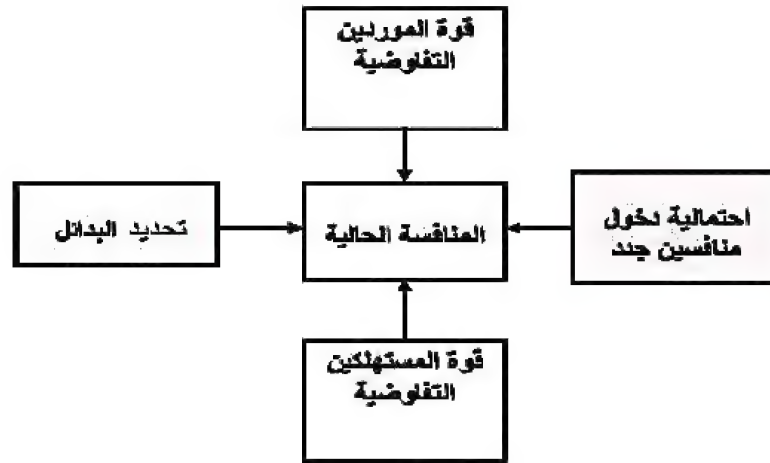 قوة الموردين
التفاوضية
احتمالية دخول
منافسين جدد
المنافسة الحالية
تحديد البدائل
قوة المستهلكين
التفاوضية